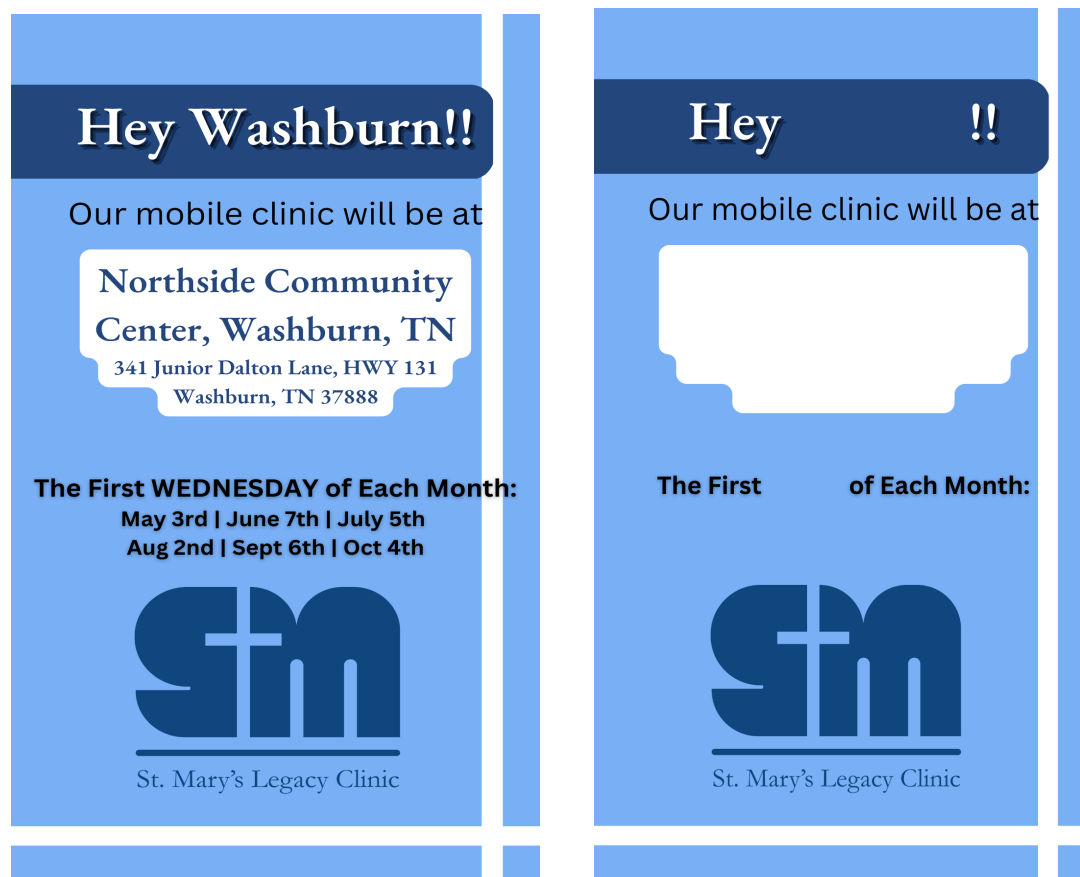 Hey Washburn!!
Our mobile clinic will be at
Northside Community
Center, Washburn, TN
341 Junior Dalton Lane, HWY 131
Washburn, TN 37888
The First WEDNESDAY of Each Month:
May 3rd | June 7th | July 5th
Aug 2nd | Sept 6th | Oct 4th
Sm
St. Mary's Legacy Clinic
Hey !!
Our mobile clinic will be at
The First of Each Month:
Sm
St. Mary's Legacy Clinic